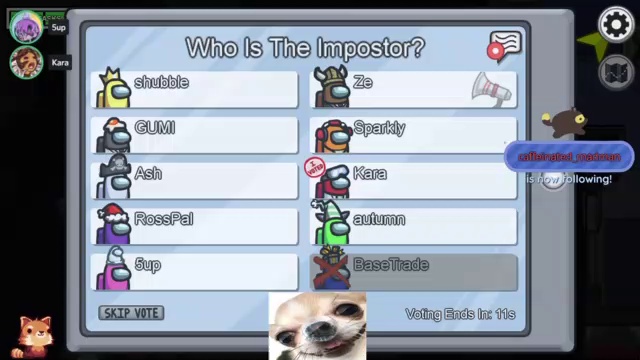 5up
Kara
Who Is The Impostor?
shubble
Ze
GUMI
Sparkly
Ash
I VOTED
Kara
RossPal
autumn
5up
BaseTrade
caffeinated_madman
is now following!
SKIP VOTE
Voting Ends In: 11s